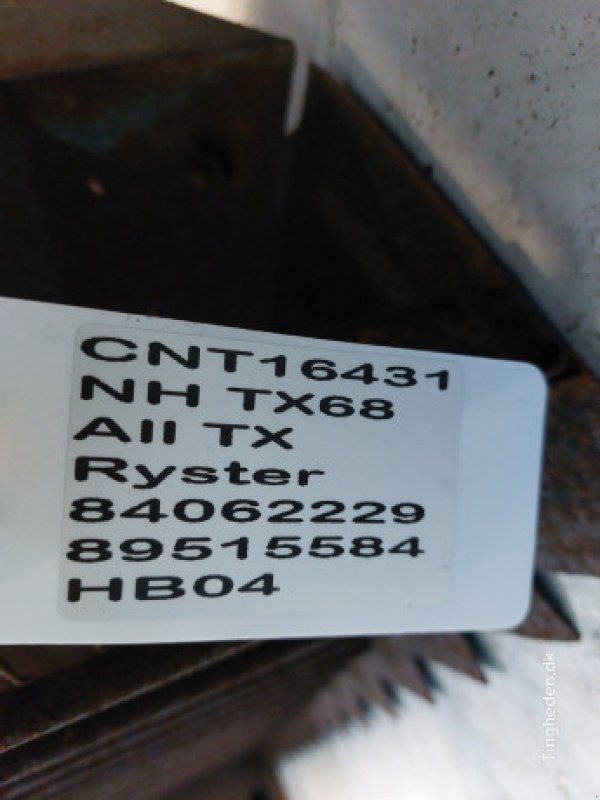 CNT16431
NH TX68
All TX
Ryster
84062229
89515584
HB04
Tingheden.dk